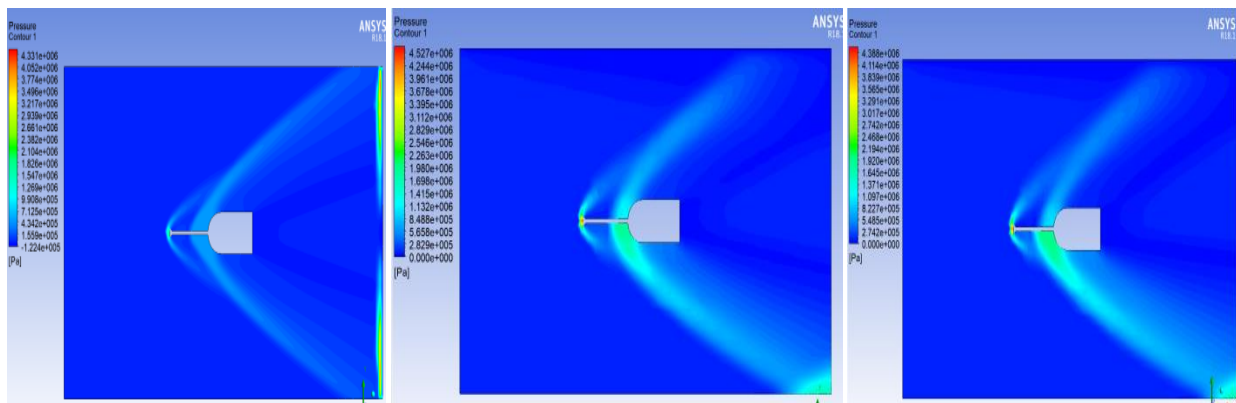 Pressure
Contour 1
ANSYS
R18.1
4.331e+006
4.052e+006
3.774e+006
3.496e+006
3.217e+006
2.939e+006
2.661e+006
2.382e+006
2.104e+006
1.826e+006
1.547e+006
1.269e+006
9.908e+005
7.125e+005
4.342e+005
1.559e+005
-1.224e+005
[Pa]
Pressure
Contour 1
ANSYS
4.527e+006
4.244e+006
3.961e+006
3.678e+006
3.395e+006
3.112e+006
2.829e+006
2.546e+006
2.263e+006
1.980e+006
1.698e+006
1.415e+006
1.132e+006
8.488e+005
5.658e+005
2.829e+005
0.000e+000
[Pa]
Pressure
Contour 1
ANSYS
R18.1
4.388e+006
4.114e+006
3.839e+006
3.565e+006
3.291e+006
3.017e+006
2.742e+006
2.468e+006
2.194e+006
1.920e+006
1.645e+006
1.371e+006
1.097e+006
8.227e+005
5.485e+005
2.742e+005
0.000e+000
[Pa]